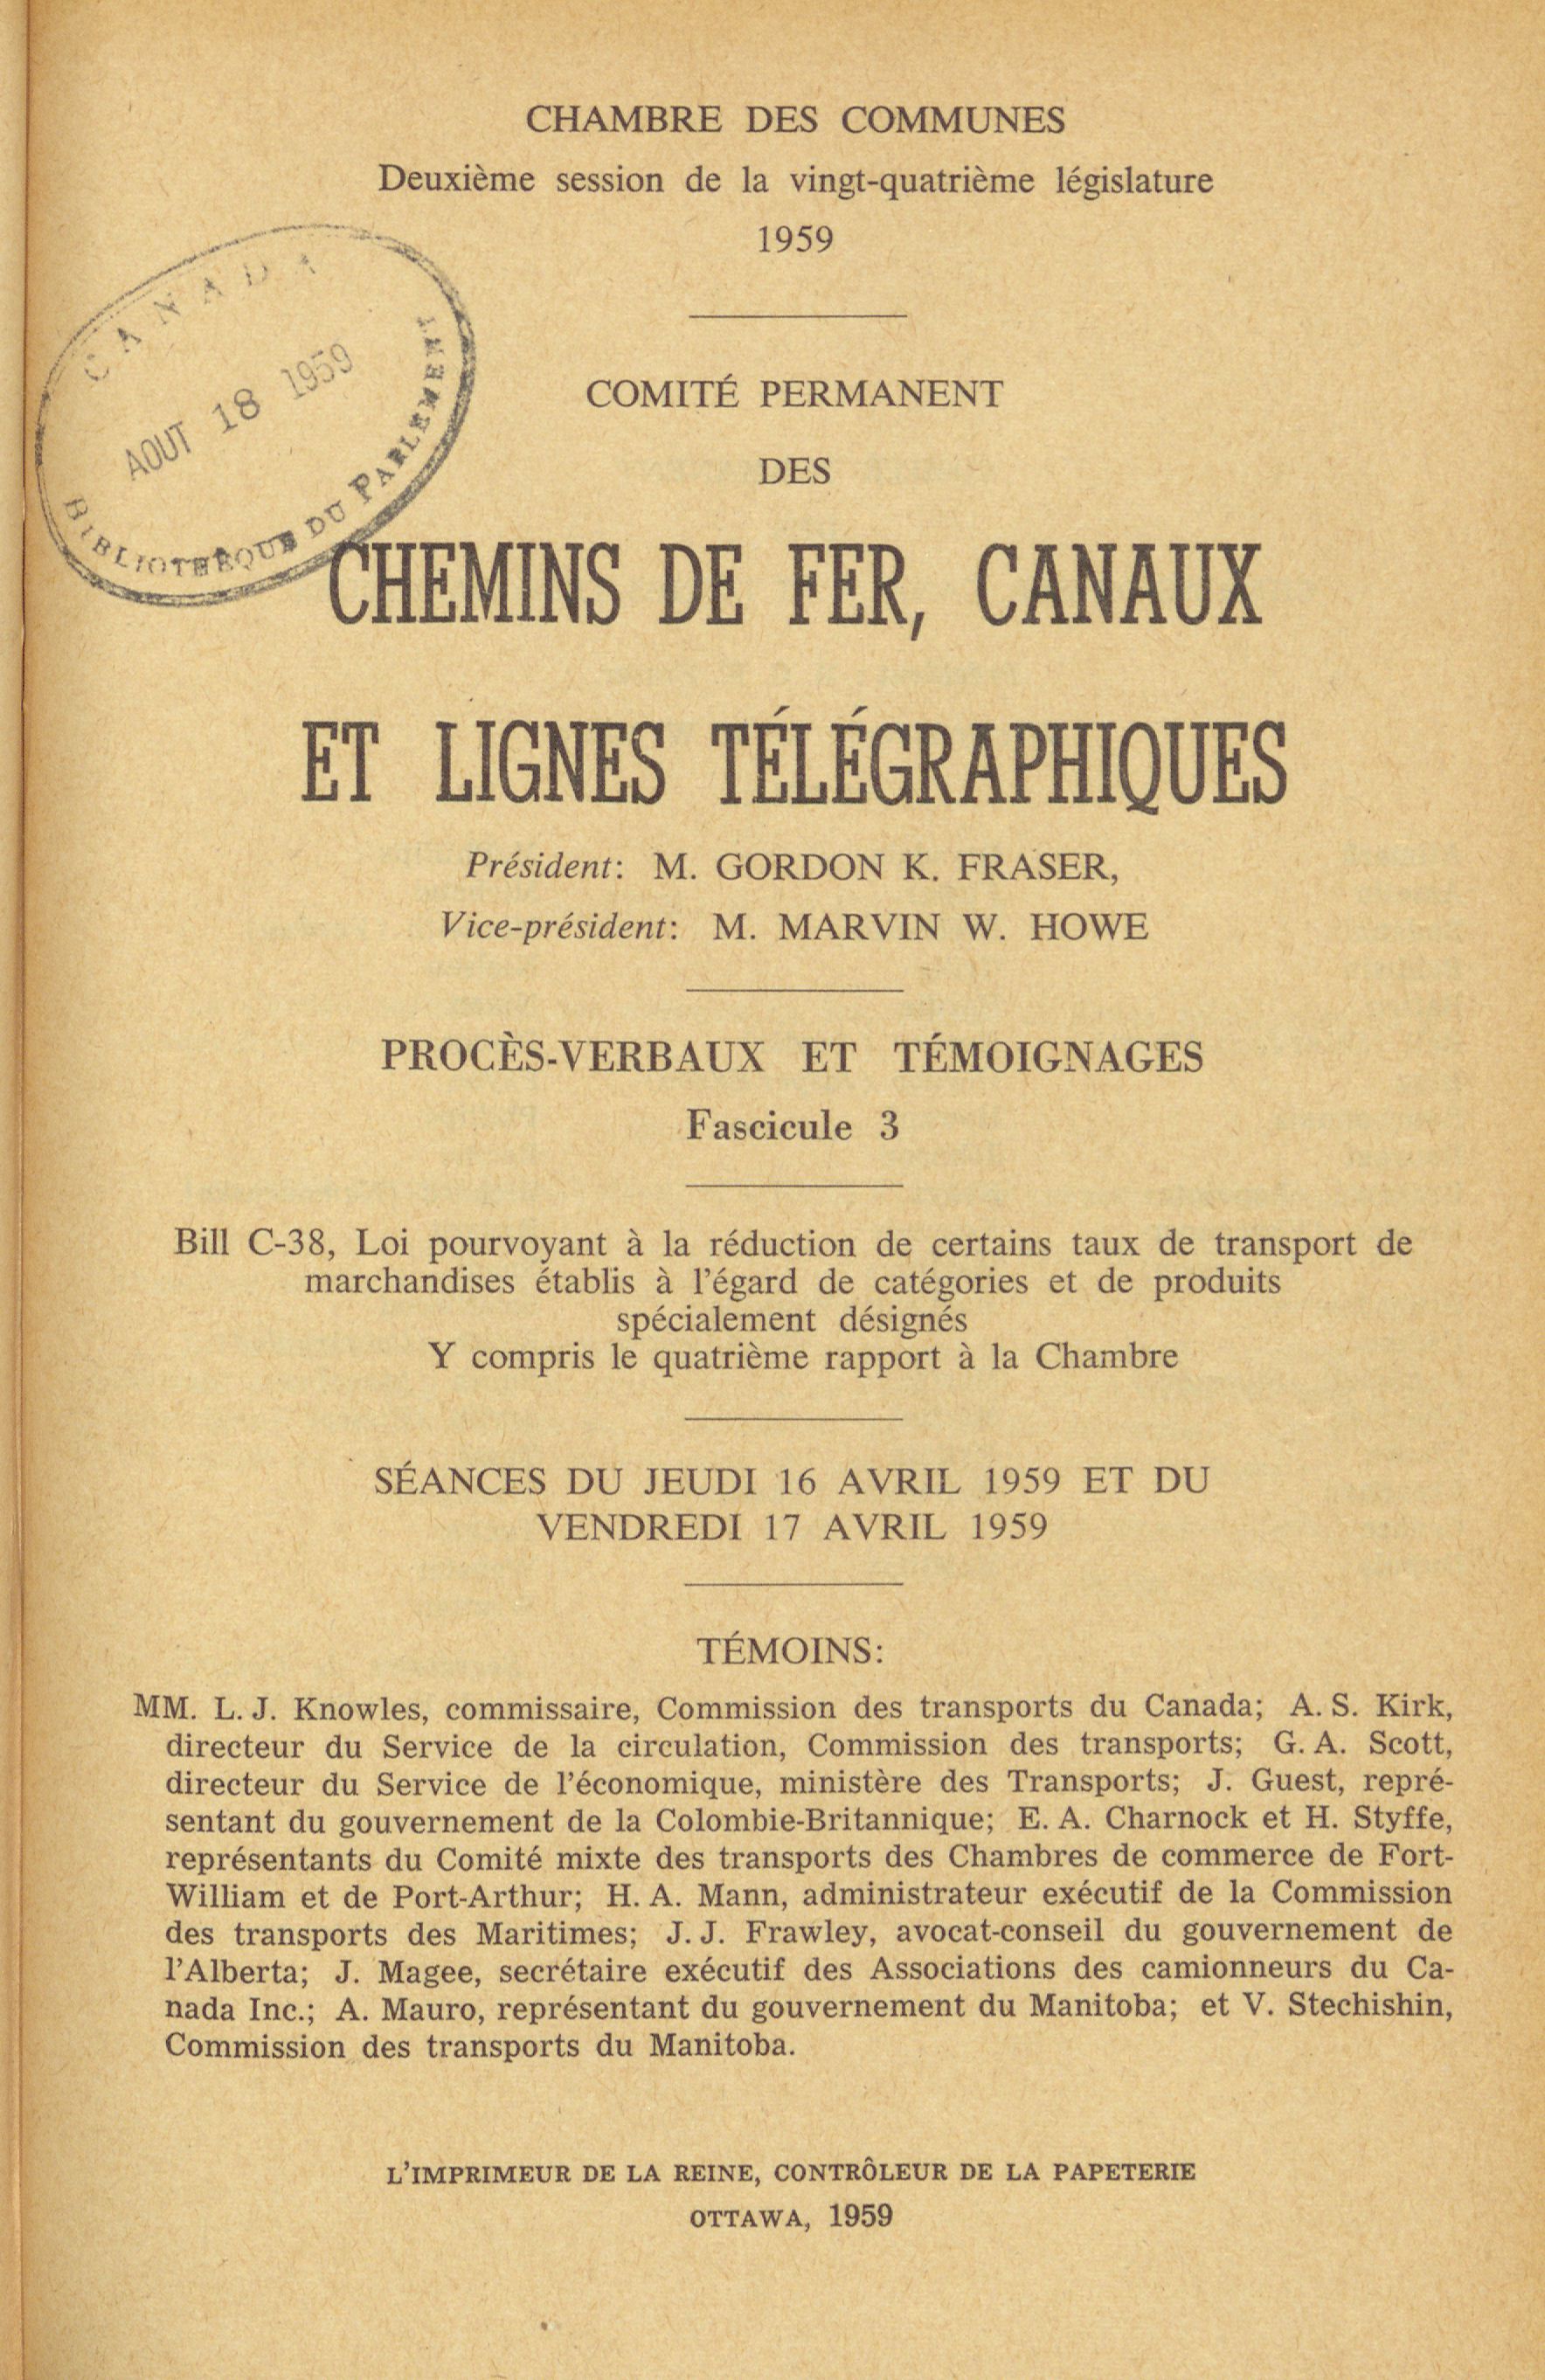 CHAMBRE DES COMMUNES
Deuxième session de la vingt-quatrième législature
1959
CANADA
AOUT 18 1959
BIBLIOTHÈQUE DU PARLEMENT
COMITÉ PERMANENT
DES
CHEMINS DE FER, CANAUX
ET LIGNES TÉLÉGRAPHIQUES
Président: M. GORDON K. FRASER,
Vice-président: M. MARVIN W. HOWE
PROCÈS-VERBAUX ET TÉMOIGNAGES
Fascicule 3
Bill C-38, Loi pourvoyant à la réduction de certains taux de transport de
marchandises établis à l'égard de catégories et de produits
spécialement désignés
Y compris le quatrième rapport à la Chambre
SÉANCES DU JEUDI 16 AVRIL 1959 ET DU
VENDREDI 17 AVRIL 1959
TÉMOINS:
MM. L. J. Knowles, commissaire, Commission des transports du Canada; A. S. Kirk,
directeur du Service de la circulation, Commission des transports; G. A. Scott,
directeur du Service de l'économique, ministère des Transports; J. Guest, repré-
sentant du gouvernement de la Colombie-Britannique; E. A. Charnock et H. Styffe,
représentants du Comité mixte des transports des Chambres de commerce de Fort-
William et de Port-Arthur; H. A. Mann, administrateur exécutif de la Commission
des transports des Maritimes; J. J. Frawley, avocat-conseil du gouvernement de
l'Alberta; J. Magee, secrétaire exécutif des Associations des camionneurs du Ca-
nada Inc.; A. Mauro, représentant du gouvernement du Manitoba; et V. Stechishin,
Commission des transports du Manitoba.
L'IMPRIMEUR DE LA REINE, CONTRÔLEUR DE LA PAPETERIE
OTTAWA, 1959